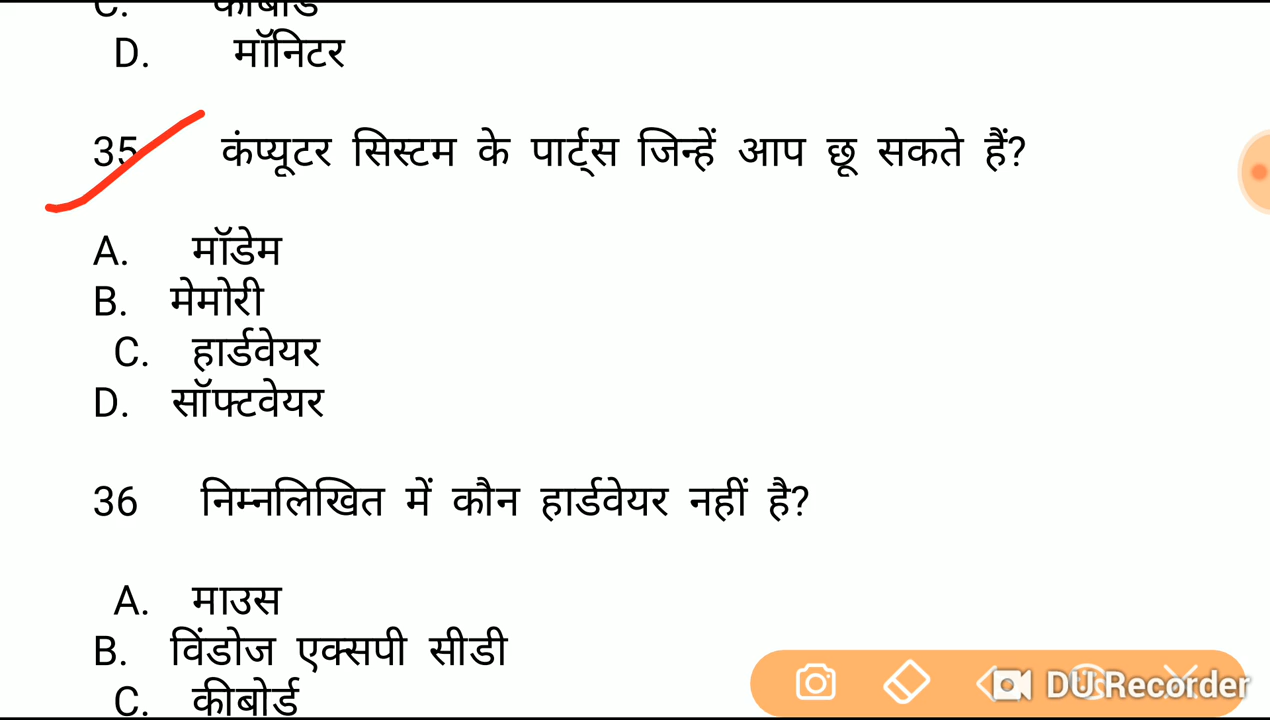 C. कीबोर्ड
D. मॉनिटर
35 कंप्यूटर सिस्टम के पार्ट्स जिन्हें आप छू सकते हैं?
A. मॉडेम
B. मेमोरी
C. हार्डवेयर
D. सॉफ्टवेयर
36 निम्नलिखित में कौन हार्डवेयर नहीं है?
A. माउस
B. विंडोज एक्सपी सीडी
C. कीबोर्ड
DU Recorder